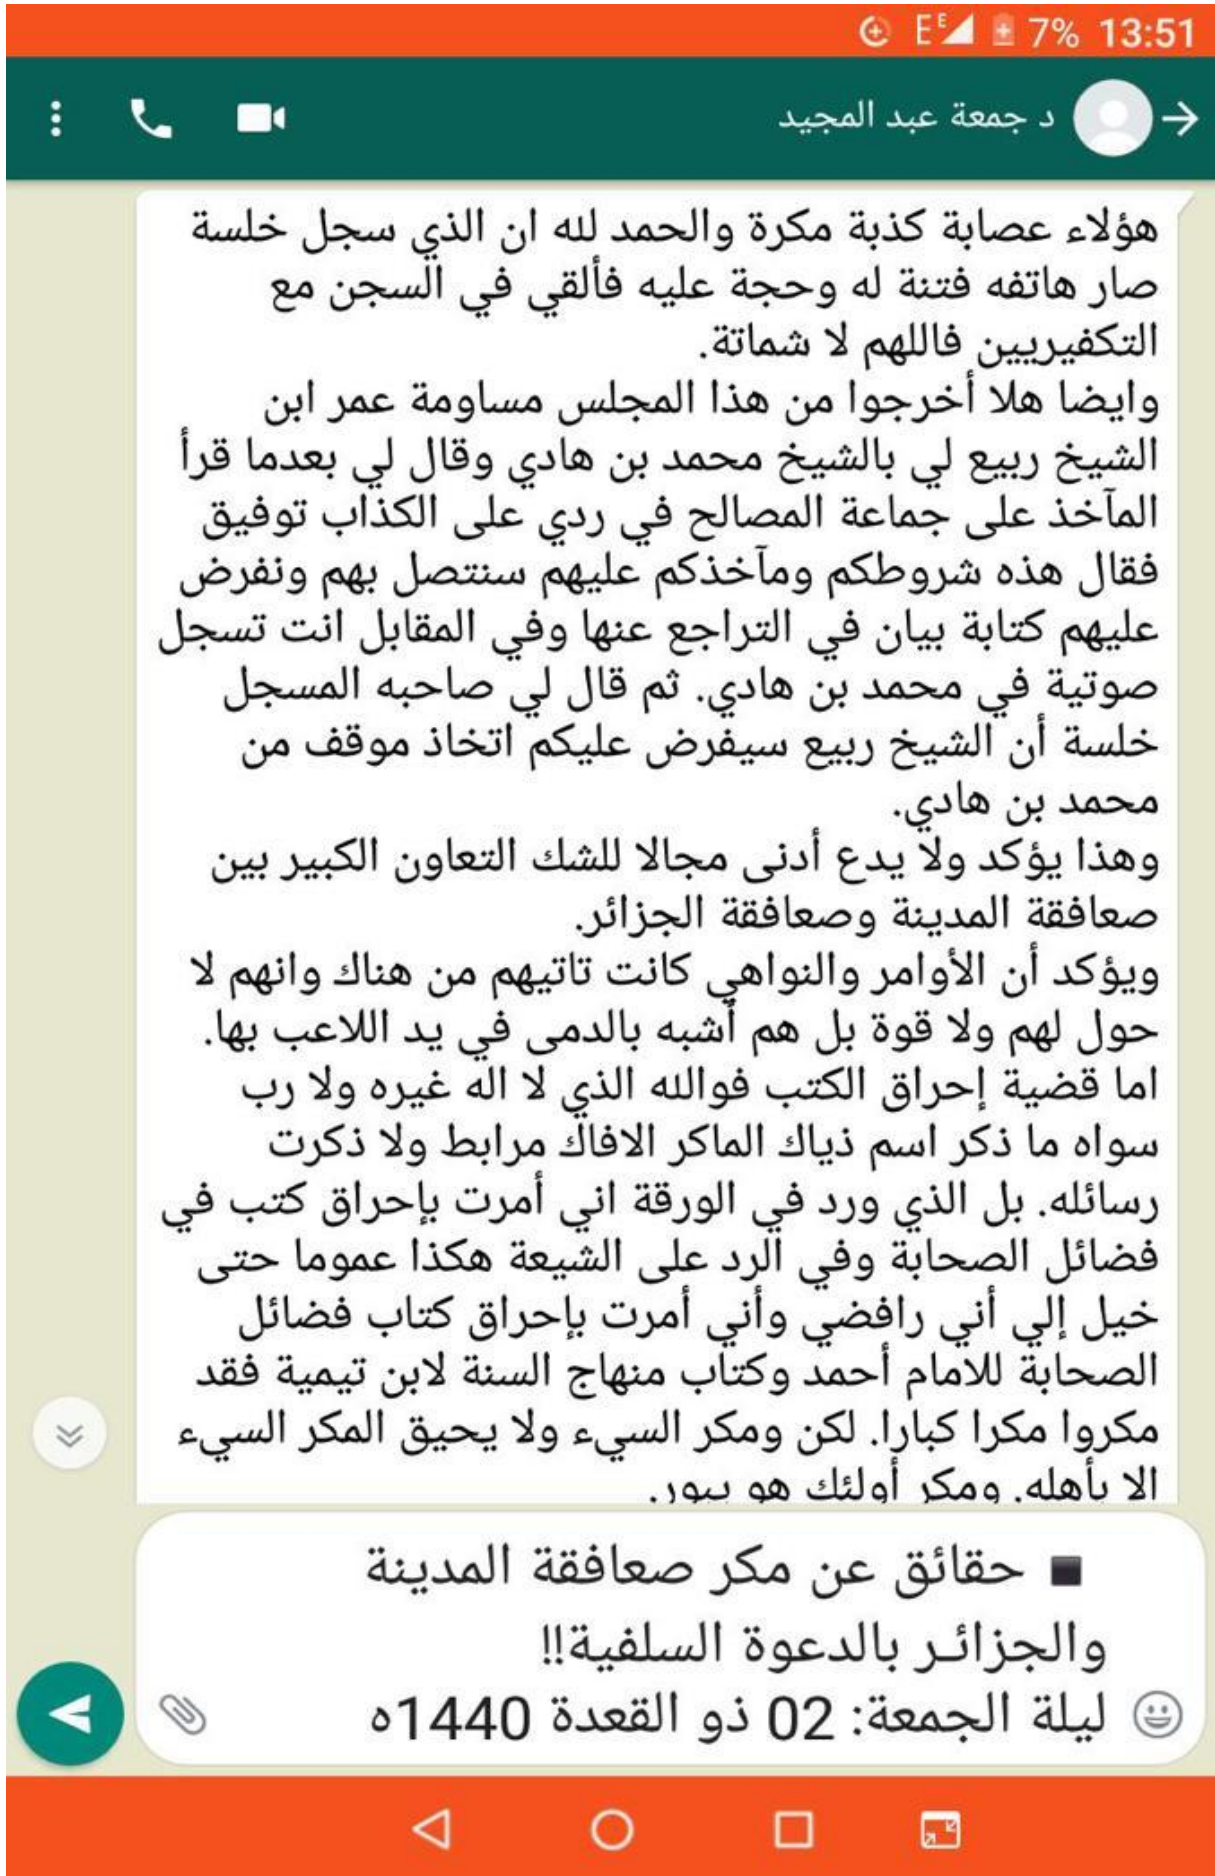 E E 7% 13:51
د جمعة عبد المجيد
هؤلاء عصابة كذبة مكرة والحمد لله ان الذي سجل خلسة
صار هاتفه فتنة له وحجة عليه فألقي في السجن مع
التكفيريين فاللهم لا شماتة.
وايضا هلا أخرجوا من هذا المجلس مساومة عمر ابن
الشيخ ربيع لي بالشيخ محمد بن هادي وقال لي بعدما قرأ
المآخذ على جماعة المصالح في ردي على الكذاب توفيق
فقال هذه شروطكم ومآخذكم عليهم سنتصل بهم ونفرض
عليهم كتابة بيان في التراجع عنها وفي المقابل انت تسجل
صوتية في محمد بن هادي. ثم قال لي صاحبه المسجل
خلسة أن الشيخ ربيع سيفرض عليكم اتخاذ موقف من
محمد بن هادي.
وهذا يؤكد ولا يدع أدنى مجالا للشك التعاون الكبير بين
صعافقة المدينة وصعافقة الجزائر.
ويؤكد أن الأوامر والنواهي كانت تاتيهم من هناك وانهم لا
حول لهم ولا قوة بل هم أشبه بالدمى في يد اللاعب بها.
اما قضية إحراق الكتب فوالله الذي لا اله غيره ولا رب
سواه ما ذكر اسم ذياك الماكر الافاك مرابط ولا ذكرت
رسائله. بل الذي ورد في الورقة اني أمرت بإحراق كتب في
فضائل الصحابة وفي الرد على الشيعة هكذا عموما حتى
خيل إلي أني رافضي وأني أمرت بإحراق كتاب فضائل
الصحابة للامام أحمد وكتاب منهاج السنة لابن تيمية فقد
مكروا مكرا كبارا. لكن ومكر السيء ولا يحيق المكر السيء
الا بأهله. ومكر أولئك هو يبور.
▪ حقائق عن مكر صعافقة المدينة
والجزائـر بالدعوة السلفية!!
ليلة الجمعة: 02 ذو القعدة 1440ه